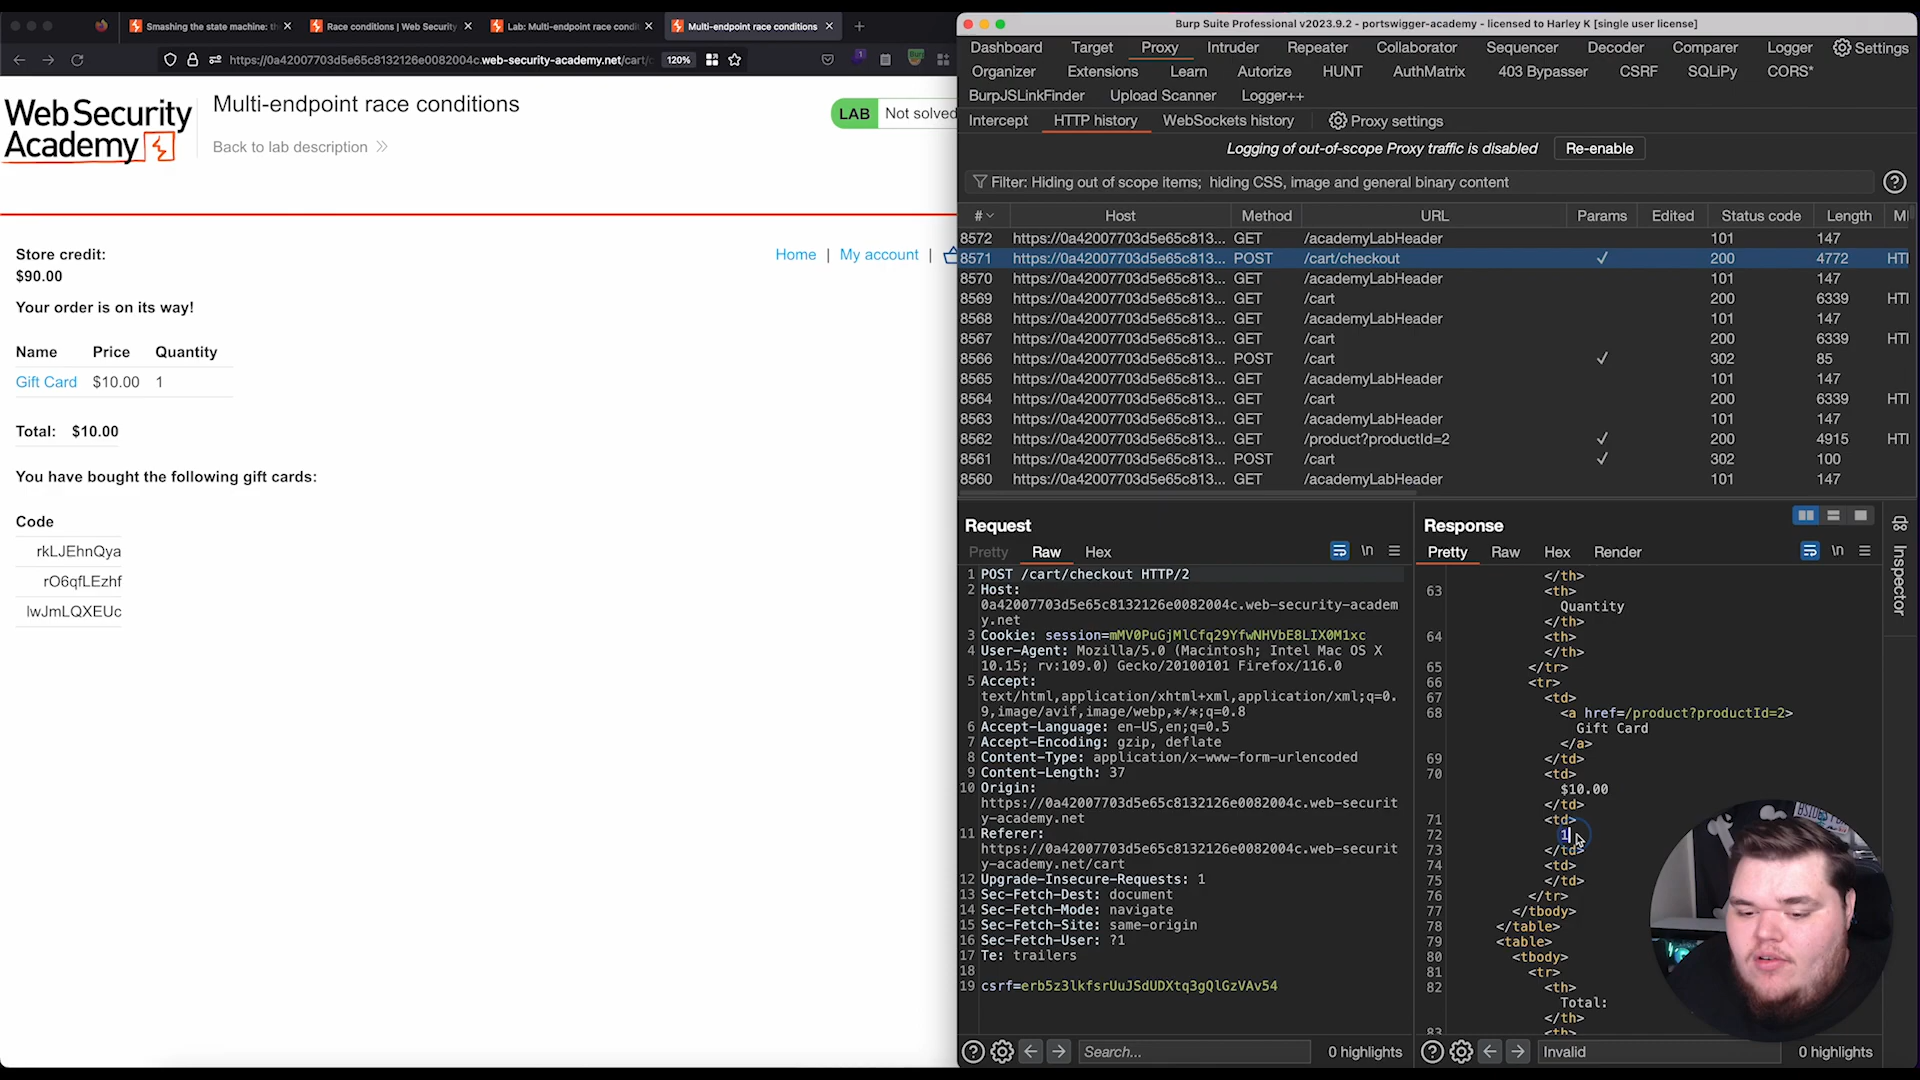 Smashing the state machine: th
Race conditions | Web Security
Lab: Multi-endpoint race condit
Multi-endpoint race conditions
https://0a42007703d5e65c8132126e0082004c.web-security-academy.net/cart/c
120%
Web Security
Academy
Multi-endpoint race conditions
Back to lab description
LAB
Not solved
Store credit:
$90.00
Home | My account |
Your order is on its way!
Name Price Quantity
Gift Card $10.00 1
Total: $10.00
You have bought the following gift cards:
Code
rkLJEhnQya
rO6qfLEzhf
lwJmLQXEUc
Burp Suite Professional v2023.9.2 - portswigger-academy - licensed to Harley K [single user license]
Dashboard Target Proxy Intruder Repeater Collaborator Sequencer Decoder Comparer Logger Settings
Organizer Extensions Learn Autorize HUNT AuthMatrix 403 Bypasser CSRF SQLiPy CORS*
BurpJSLinkFinder Upload Scanner Logger++
Intercept HTTP history WebSockets history Proxy settings
Logging of out-of-scope Proxy traffic is disabled Re-enable
Filter: Hiding out of scope items; hiding CSS, image and general binary content
# Host Method URL Params Edited Status code Length MI
8572 https://0a42007703d5e65c813... GET /academyLabHeader 101 147
8571 https://0a42007703d5e65c813... POST /cart/checkout ✓ 200 4772 HTI
8570 https://0a42007703d5e65c813... GET /academyLabHeader 101 147
8569 https://0a42007703d5e65c813... GET /cart 200 6339 HTI
8568 https://0a42007703d5e65c813... GET /academyLabHeader 101 147
8567 https://0a42007703d5e65c813... GET /cart 200 6339 HTI
8566 https://0a42007703d5e65c813... POST /cart ✓ 302 85
8565 https://0a42007703d5e65c813... GET /academyLabHeader 101 147
8564 https://0a42007703d5e65c813... GET /cart 200 6339 HTI
8563 https://0a42007703d5e65c813... GET /academyLabHeader 101 147
8562 https://0a42007703d5e65c813... GET /product?productId=2 ✓ 200 4915 HTI
8561 https://0a42007703d5e65c813... POST /cart ✓ 302 100
8560 https://0a42007703d5e65c813... GET /academyLabHeader 101 147
Request
Pretty Raw Hex \n
1 POST /cart/checkout HTTP/2
2 Host:
0a42007703d5e65c8132126e0082004c.web-security-academ
y.net
3 Cookie: session=mMV0PuGjMlCfq29YfwNHVbE8LIX0M1xc
4 User-Agent: Mozilla/5.0 (Macintosh; Intel Mac OS X
10.15; rv:109.0) Gecko/20100101 Firefox/116.0
5 Accept:
text/html,application/xhtml+xml,application/xml;q=0.
9,image/avif,image/webp,*/*;q=0.8
6 Accept-Language: en-US,en;q=0.5
7 Accept-Encoding: gzip, deflate
8 Content-Type: application/x-www-form-urlencoded
9 Content-Length: 37
10 Origin:
https://0a42007703d5e65c8132126e0082004c.web-securit
y-academy.net
11 Referer:
https://0a42007703d5e65c8132126e0082004c.web-securit
y-academy.net/cart
12 Upgrade-Insecure-Requests: 1
13 Sec-Fetch-Dest: document
14 Sec-Fetch-Mode: navigate
15 Sec-Fetch-Site: same-origin
16 Sec-Fetch-User: ?1
17 Te: trailers
18
19 csrf=erb5z3lkfsrUuJSdUDXtq3gQlGzVAv54
Search... 0 highlights
Response
Pretty Raw Hex Render \n
</th>
63 <th>
Quantity
</th>
64 <th>
</th>
65 </tr>
66 <tr>
67 <td>
68 <a href=/product?productId=2>
Gift Card
</a>
69 </td>
70 <td>
$10.00
</td>
71 <td>
72 1
73 </td>
74 <td>
75 </td>
76 </tr>
77 </tbody>
78 </table>
79 <table>
80 <tbody>
81 <tr>
82 <th>
Total:
</th>
83 <th>
Invalid 0 highlights
Inspector